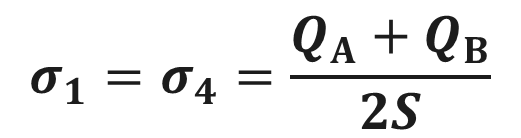 σ₁ = σ₄ = (Q_A + Q_B) / 2S